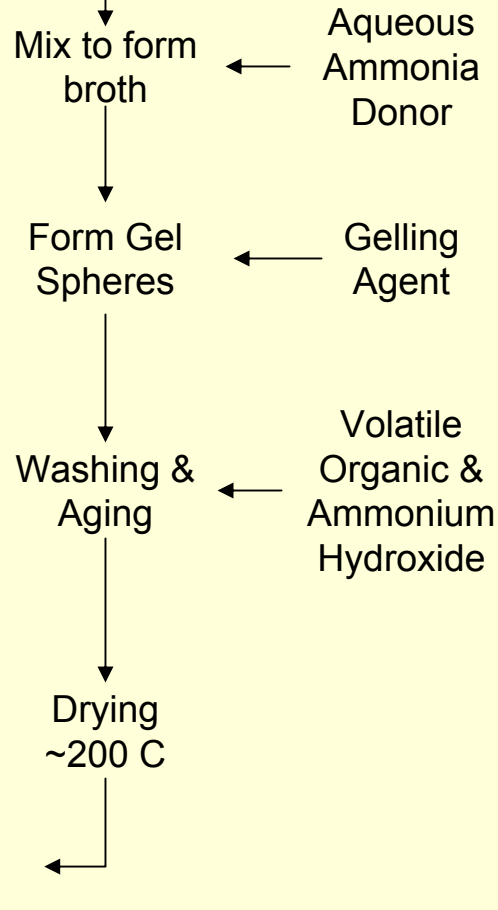 Mix to form
broth
Aqueous
Ammonia
Donor
Form Gel
Spheres
Gelling
Agent
Washing &
Aging
Volatile
Organic &
Ammonium
Hydroxide
Drying
~200 C